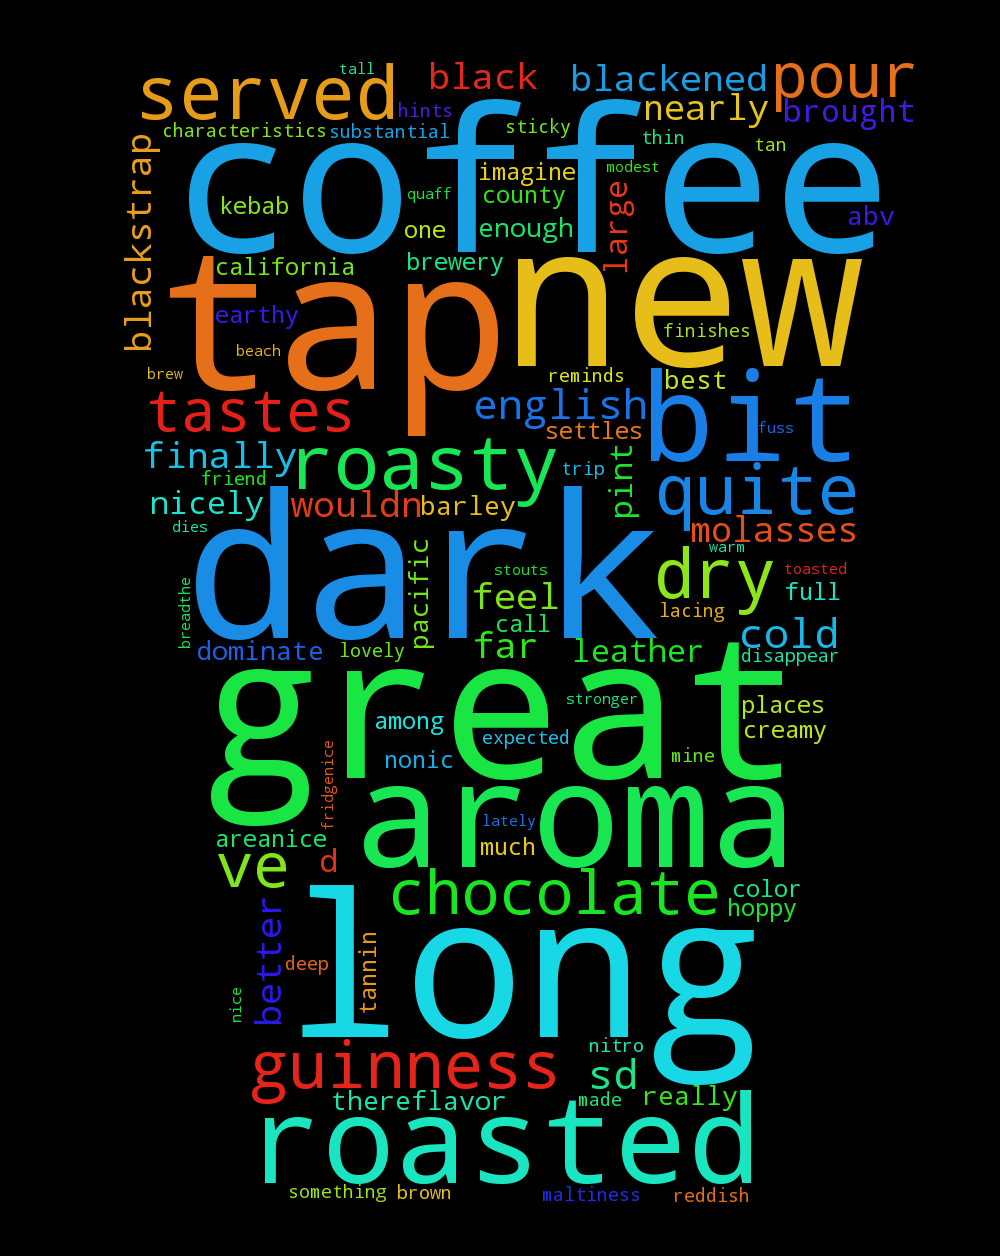 tall
served
black
blackened
pour
hints
nearly
brought
characteristics
substantial
sticky
thin
tan
blackstrap
coffee
imagine
modest
kebab
quaff
county
large
abv
one
enough
california
brewery
tap
new
earthy
finishes
beach
brew
reminds
best
bit
tastes
english
settles
fuss
finally
roasty
trip
pint
friend
quite
nicely
wouldn
barley
molasses
dies
dark
warm
pacific
stouts
dry
toasted
breadthe
feel
lacing
full
call
cold
dominate
lovely
far
leather
disappear
great
stronger
places
among
creamy
expected
nonic
mine
fridgenice
aroma
lately
areanice
much
ve
d
chocolate
color
hoppy
better
long
tannin
deep
nice
guinness
nitro
sd
thereflavor
made
really
roasted
something
brown
maltiness
reddish